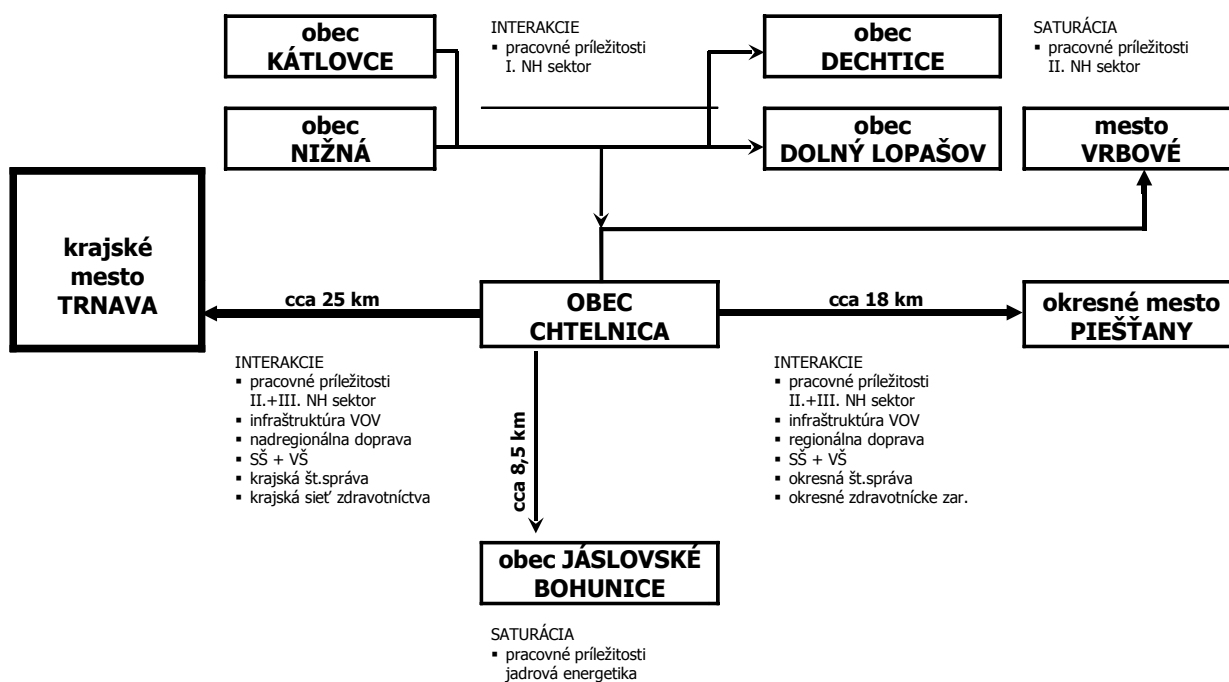 obec
KÁTLOVCE
INTERAKCIE
▪ pracovné príležitosti
I. NH sektor
obec
DECHTICE
SATURÁCIA
▪ pracovné príležitosti
II. NH sektor
obec
NIŽNÁ
obec
DOLNÝ LOPAŠOV
mesto
VRBOVÉ
krajské
mesto
TRNAVA
cca 25 km
OBEC
CHTELNICA
cca 18 km
okresné mesto
PIEŠŤANY
INTERAKCIE
▪ pracovné príležitosti
II.+III. NH sektor
▪ infraštruktúra VOV
▪ nadregionálna doprava
▪ SŠ + VŠ
▪ krajská št.správa
▪ krajská sieť zdravotníctva
cca 8,5 km
INTERAKCIE
▪ pracovné príležitosti
II.+III. NH sektor
▪ infraštruktúra VOV
▪ regionálna doprava
▪ SŠ + VŠ
▪ okresná št.správa
▪ okresné zdravotnícke zar.
obec JÁSLOVSKÉ
BOHUNICE
SATURÁCIA
▪ pracovné príležitosti
jadrová energetika